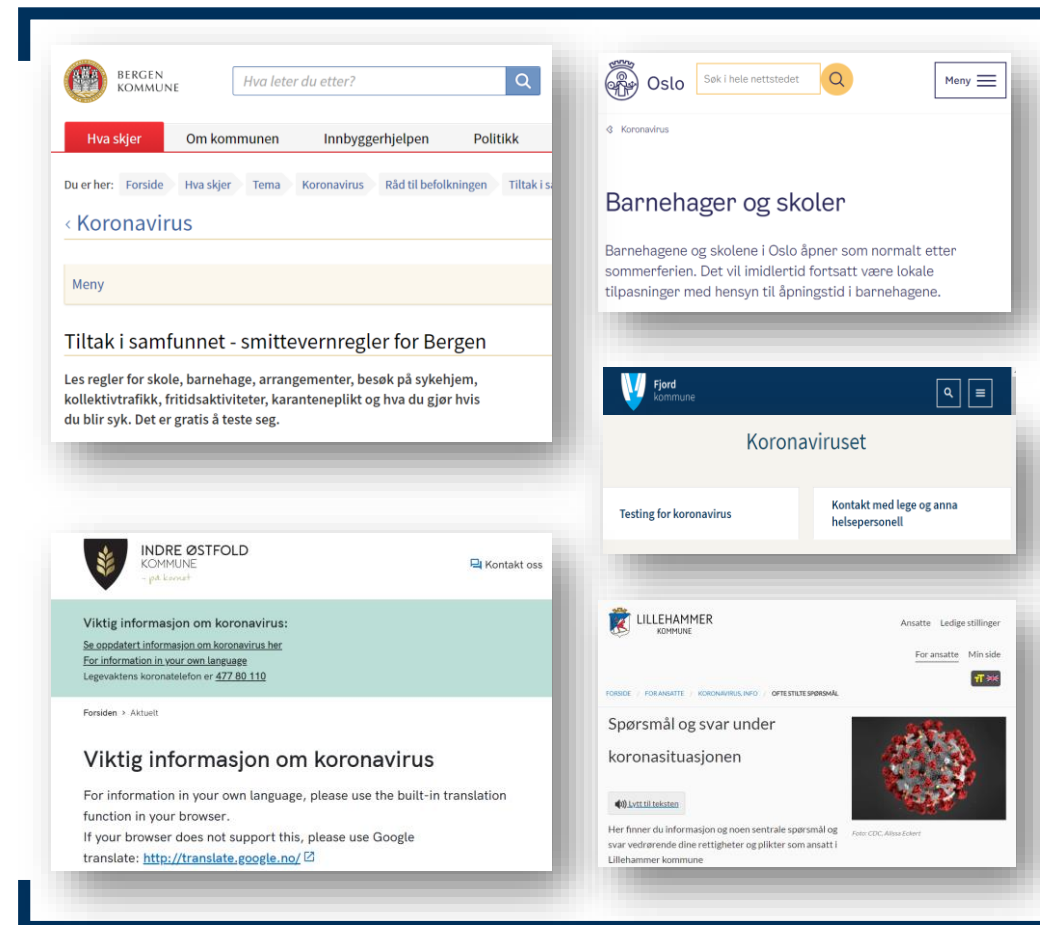 BERGEN
KOMMUNE
Hva leter du etter?
Hva skjer Om kommunen Innbyggerhjelpen Politikk
Du er her: Forside Hva skjer Tema Koronavirus Råd til befolkningen Tiltak i sa
< Koronavirus
Meny
Tiltak i samfunnet - smittevernregler for Bergen
Les regler for skole, barnehage, arrangementer, besøk på sykehjem,
kollektivtrafikk, fritidsaktiviteter, karanteneplikt og hva du gjør hvis
du blir syk. Det er gratis å teste seg.
Oslo
Søk i hele nettstedet
Meny
Koronavirus
Barnehager og skoler
Barnehagene og skolene i Oslo åpner som normalt etter
sommerferien. Det vil imidlertid fortsatt være lokale
tilpasninger med hensyn til åpningstid i barnehagene.
Fjord
kommune
Koronaviruset
Testing for koronavirus
Kontakt med lege og anna
helsepersonell
INDRE ØSTFOLD
KOMMUNE
- på kornet
Kontakt oss
Viktig informasjon om koronavirus:
Se oppdatert informasjon om koronavirus her
For information in your own language
Legevaktens koronatelefon er 477 80 110
Forsiden > Aktuelt
Viktig informasjon om koronavirus
For information in your own language, please use the built-in translation
function in your browser.
If your browser does not support this, please use Google
translate: http://translate.google.no/
LILLEHAMMER
KOMMUNE
Ansatte Ledige stillinger
For ansatte Min side
FORSIDE / FOR ANSATTE / KORONAVIRUS, INFO / OFTE STILTE SPØRSMÅL
Spørsmål og svar under
koronasituasjonen
Lytt til teksten
Her finner du informasjon og noen sentrale spørsmål og
svar vedrørende dine rettigheter og plikter som ansatt i
Lillehammer kommune
Foto: CDC, Alissa Eckert